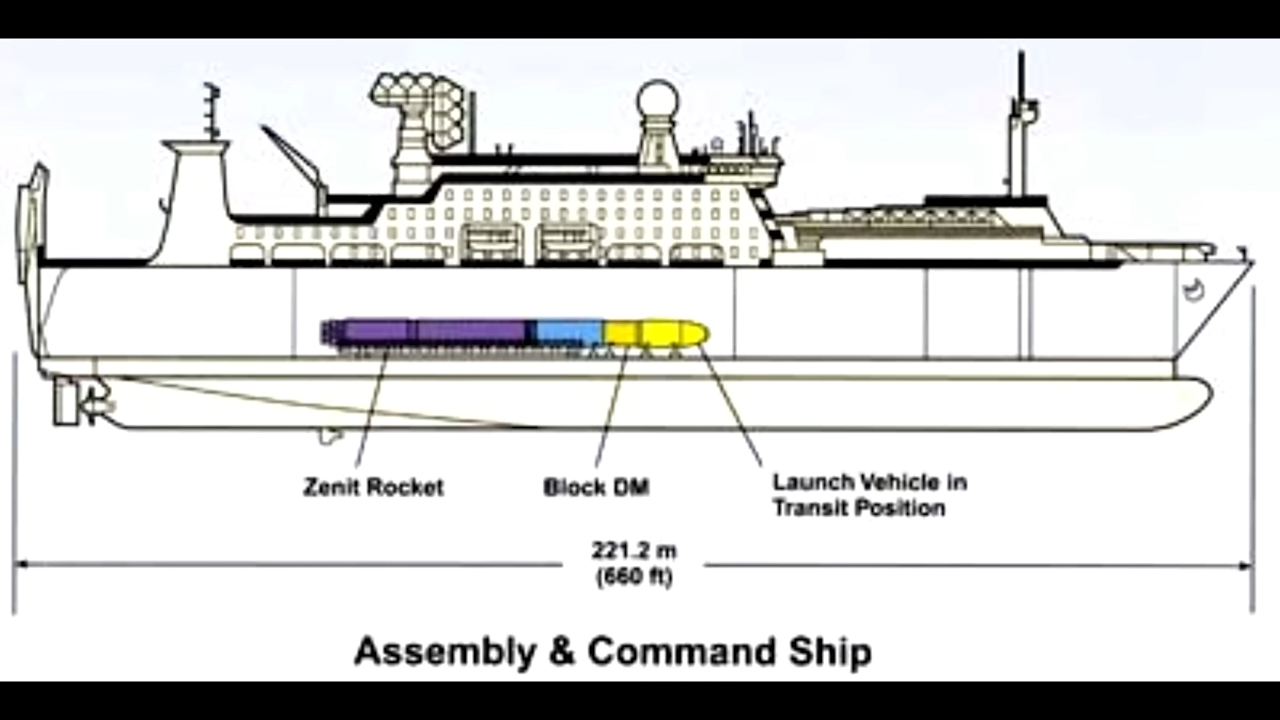 Zenit Rocket
Block DM
Launch Vehicle in
Transit Position
221.2 m
(660 ft)
Assembly & Command Ship